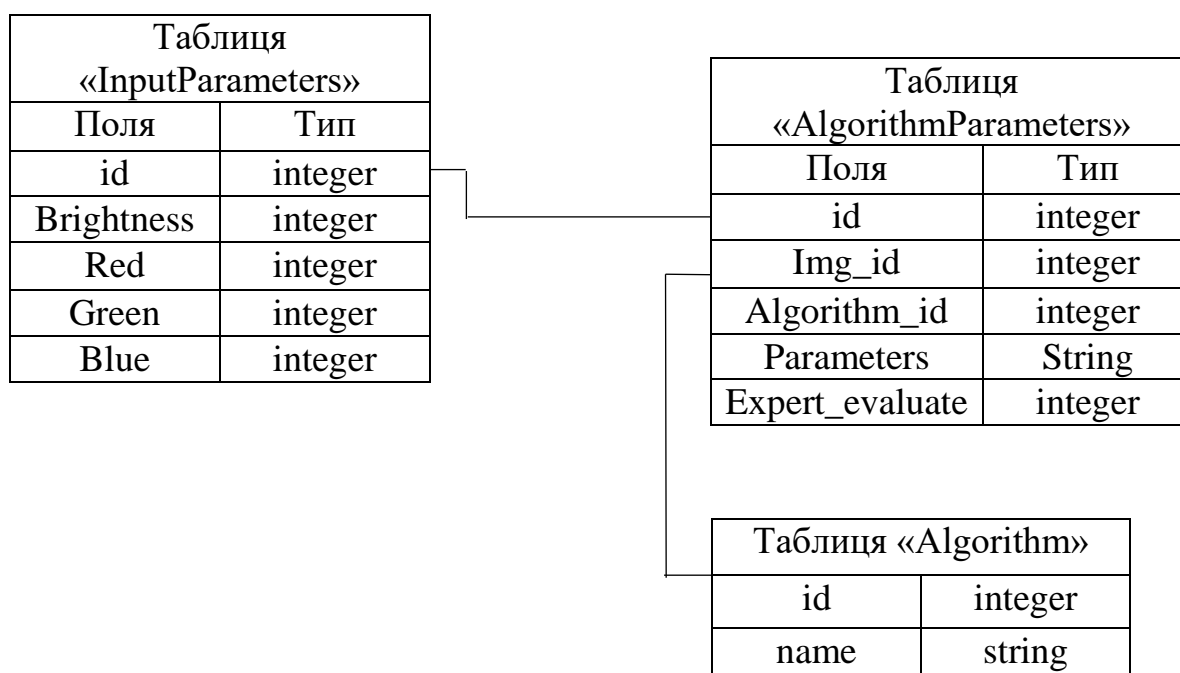 Таблиця
«InputParameters»
Поля Тип
id integer
Brightness integer
Red integer
Green integer
Blue integer
Таблиця
«AlgorithmParameters»
Поля Тип
id integer
Img_id integer
Algorithm_id integer
Parameters String
Expert_evaluate integer
Таблиця «Algorithm»
id integer
name string